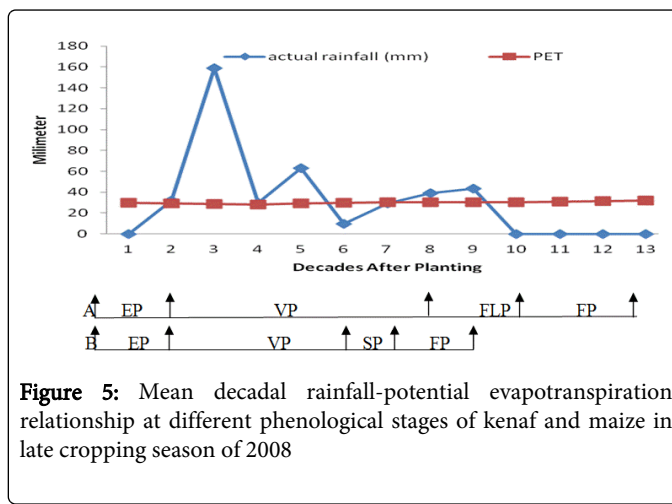 180
actual rainfall (mm) PET
160
140
120
100
80
60
40
20
0
Milimeter
1 2 3 4 5 6 7 8 9 10 11 12 13
Decades After Planting
A EP VP FLP FP
B EP VP SP FP
Figure 5: Mean decadal rainfall-potential evapotranspiration
relationship at different phenological stages of kenaf and maize in
late cropping season of 2008